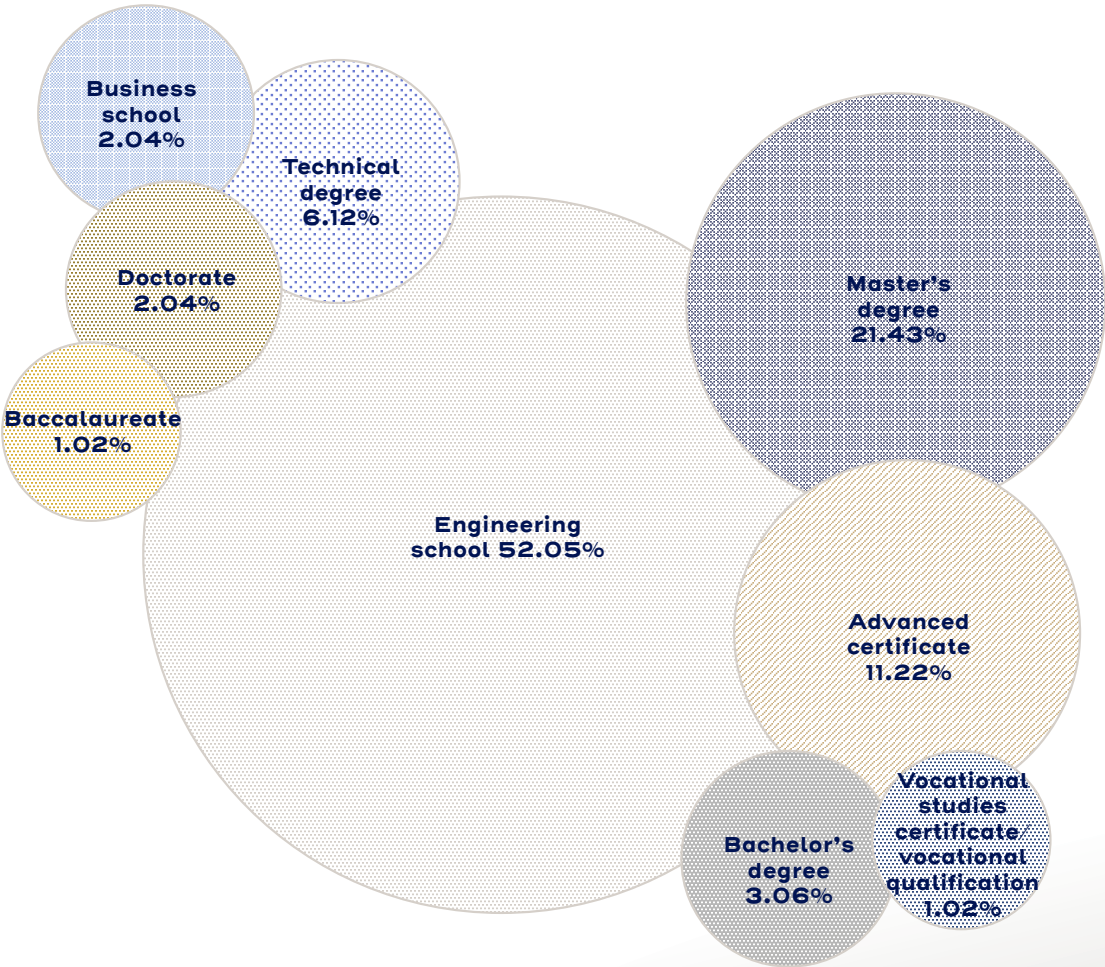 Business
school
2.04%
Technical
degree
6.12%
Doctorate
2.04%
Baccalaureate
1.02%
Master’s
degree
21.43%
Engineering
school 52.05%
Advanced
certificate
11.22%
Bachelor’s
degree
3.06%
Vocational
studies
certificate/
vocational
qualification
1.02%